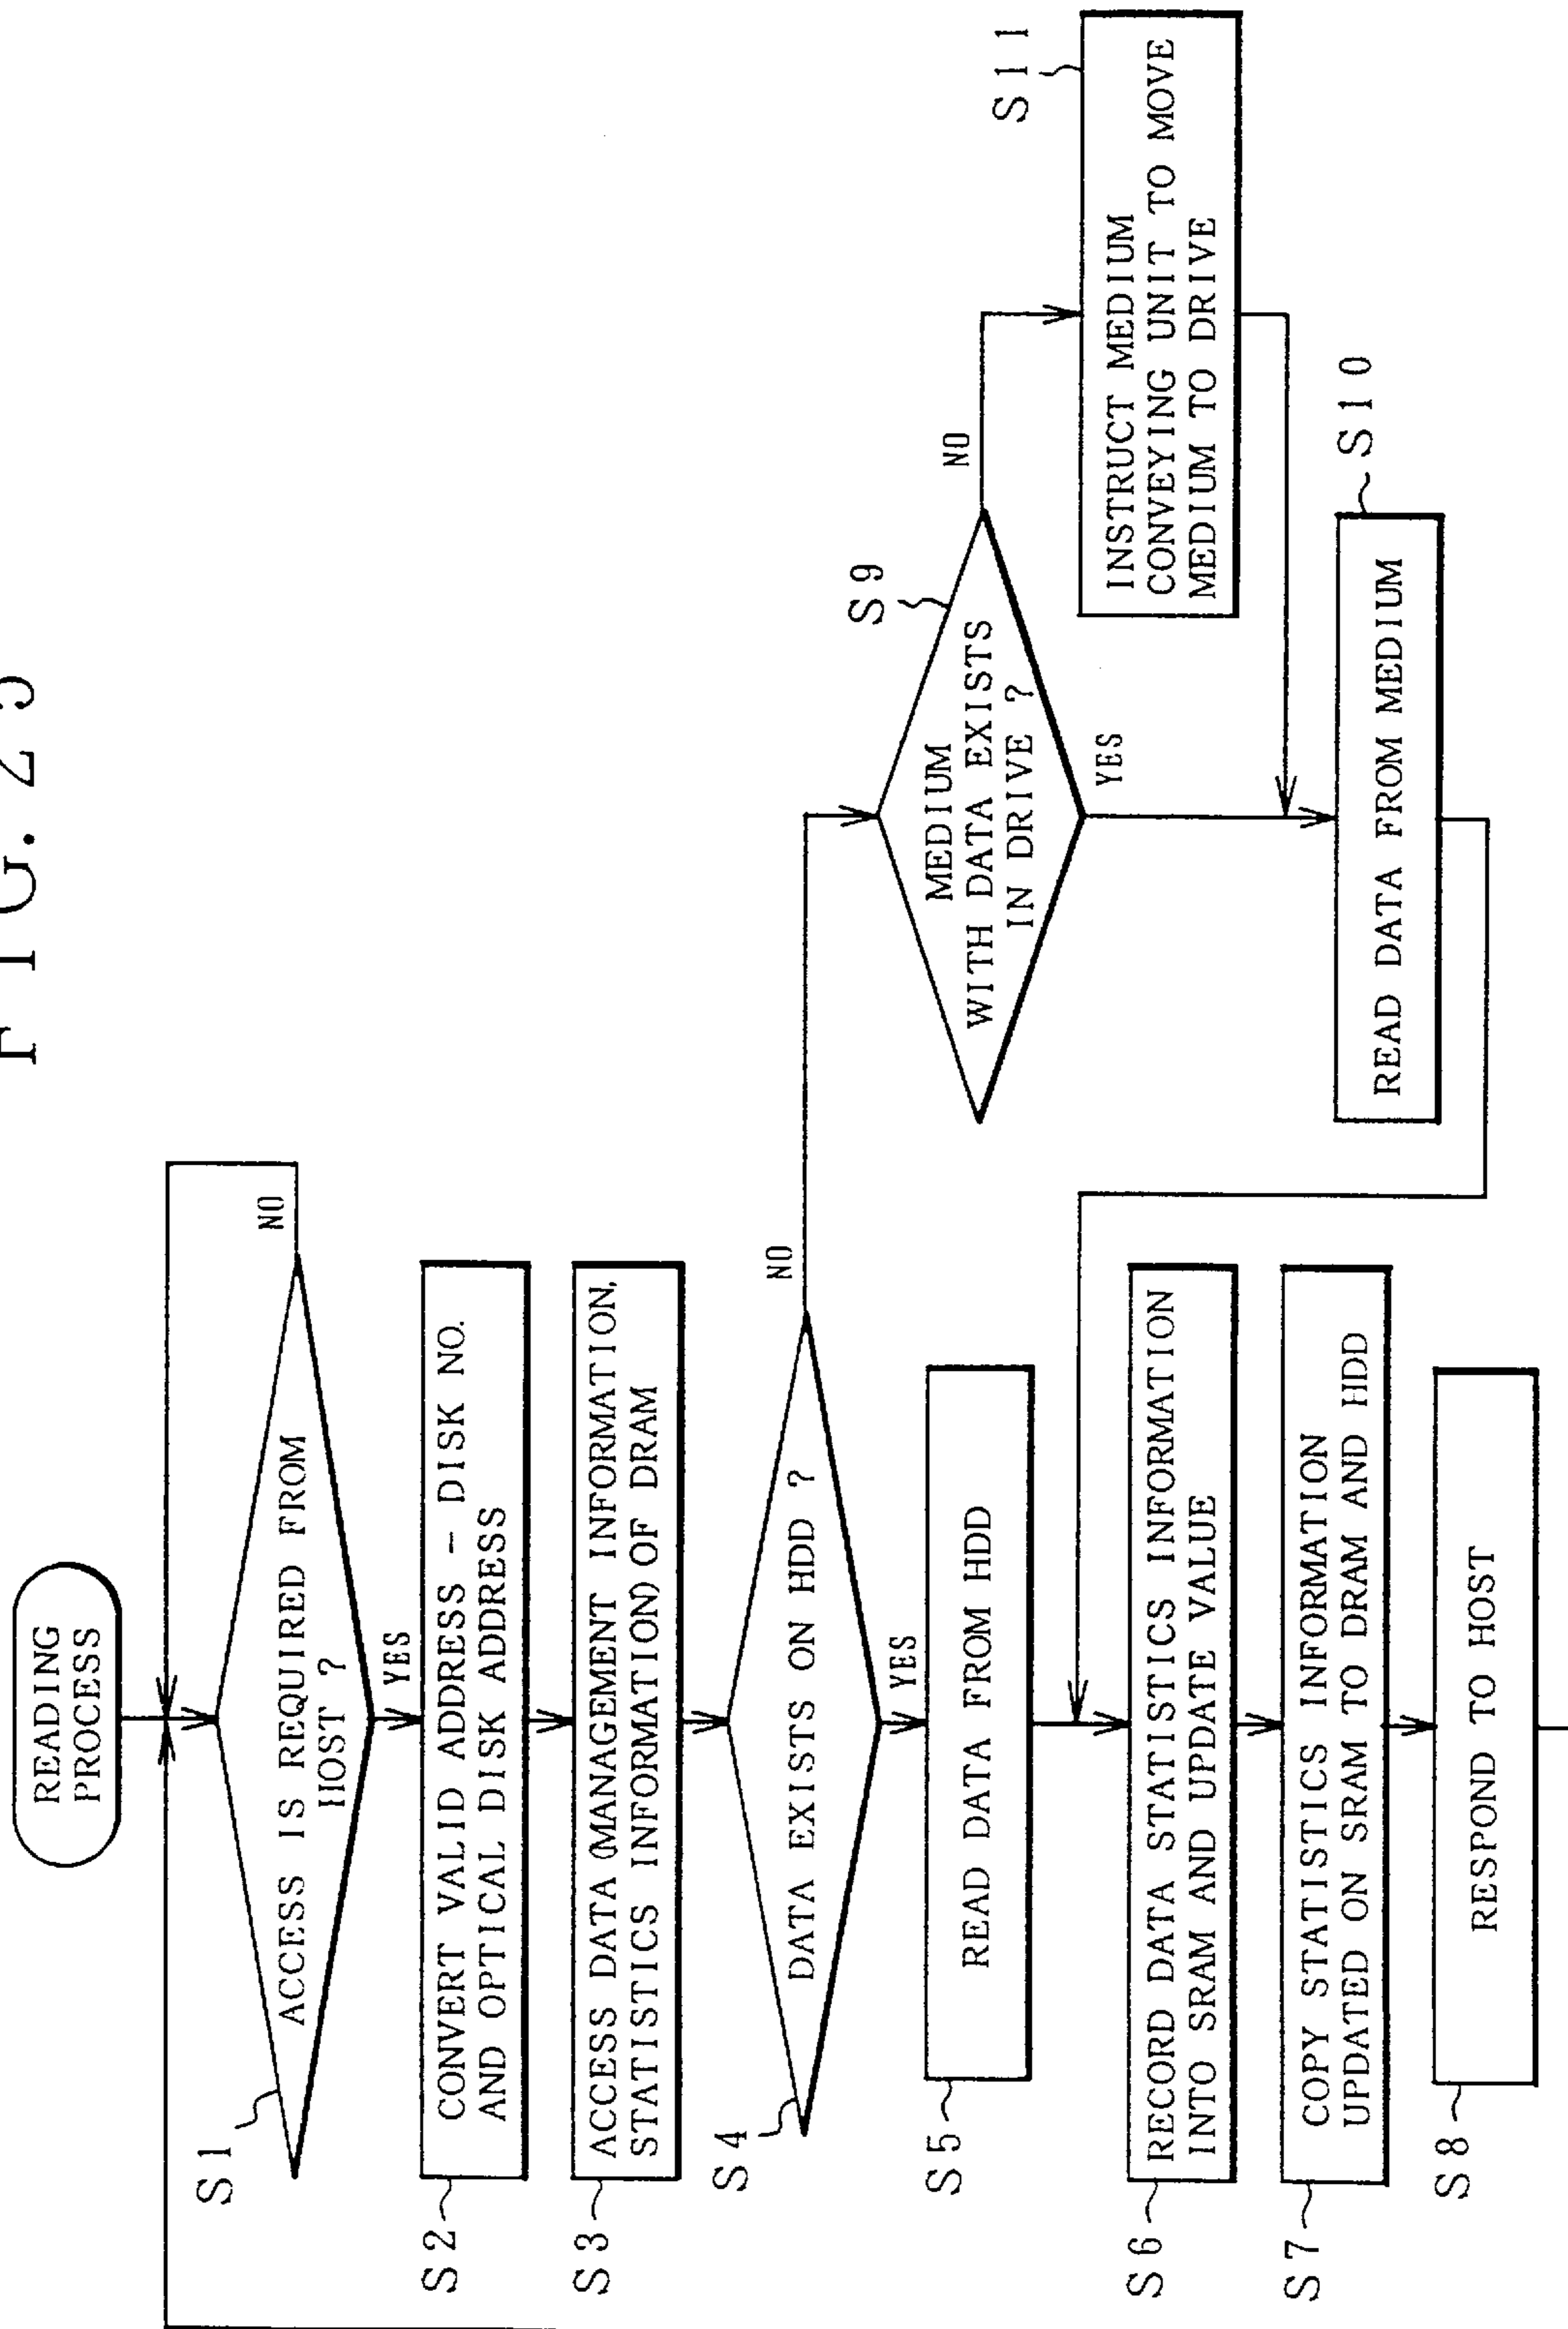 FIG. 25
READING
PROCESS
S1
ACCESS IS REQUIRED FROM
HOST ?
NO
YES
S2
CONVERT VALID ADDRESS - DISK NO.
AND OPTICAL DISK ADDRESS
S3
ACCESS DATA (MANAGEMENT INFORMATION,
STATISTICS INFORMATION) OF DRAM
S4
DATA EXISTS ON HDD ?
NO
YES
S5
READ DATA FROM HDD
S6
RECORD DATA STATISTICS INFORMATION
INTO SRAM AND UPDATE VALUE
S7
COPY STATISTICS INFORMATION
UPDATED ON SRAM TO DRAM AND HDD
S8
RESPOND TO HOST
S9
MEDIUM
WITH DATA EXISTS
IN DRIVE ?
NO
YES
S11
INSTRUCT MEDIUM
CONVEYING UNIT TO MOVE
MEDIUM TO DRIVE
S10
READ DATA FROM MEDIUM